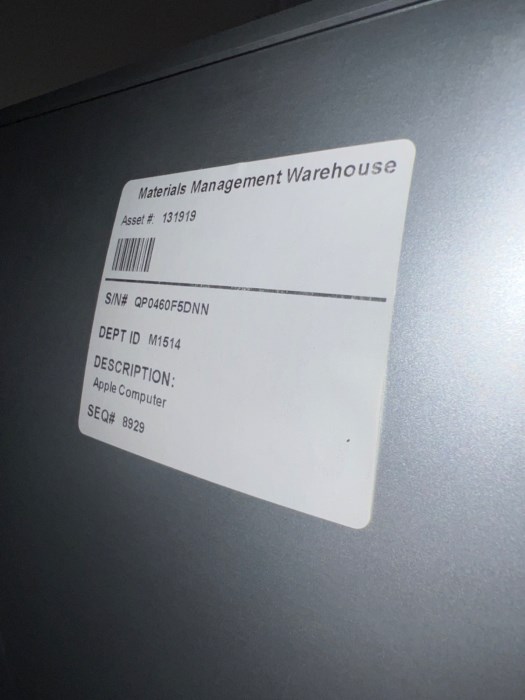 Materials Management Warehouse
Asset #: 131919
S/N# QP0460F5DNN
DEPT ID M1514
DESCRIPTION:
Apple Computer
SEQ# 8929